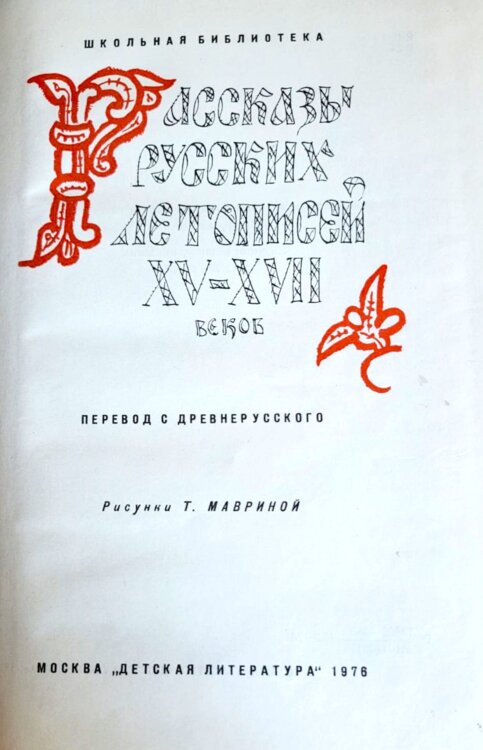 ШКОЛЬНАЯ БИБЛИОТЕКА
РАССКАЗЫ
РУССКИХ
ЛЕТОПИСЕЙ
XV–XVII
ВЕКОВ
ПЕРЕВОД С ДРЕВНЕРУССКОГО
Рисунки Т. МАВРИНОЙ
МОСКВА „ДЕТСКАЯ ЛИТЕРАТУРА“ 1976